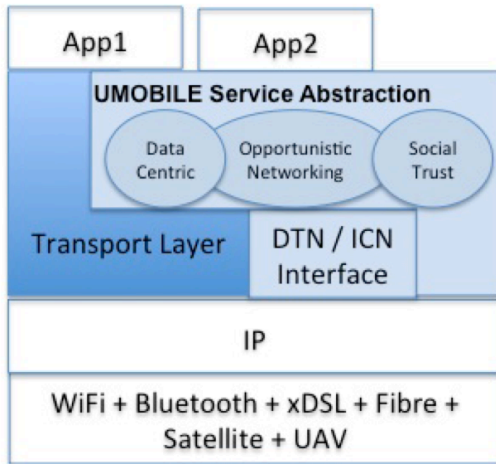 App1
App2
UMOBILE Service Abstraction
Data
Centric
Opportunistic
Networking
Social
Trust
Transport Layer
DTN / ICN
Interface
IP
WiFi + Bluetooth + xDSL + Fibre +
Satellite + UAV